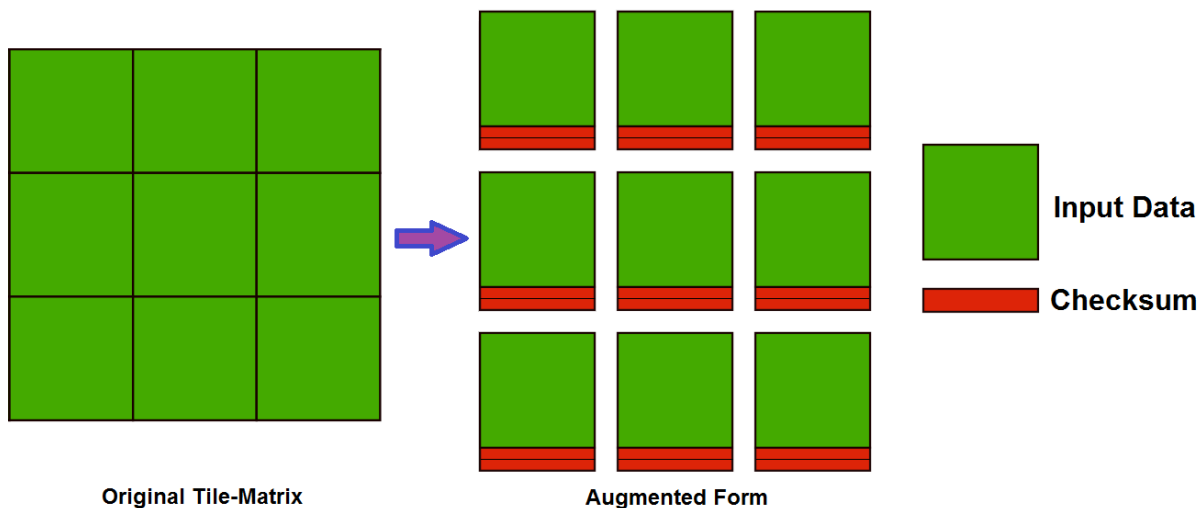 Input Data
Checksum
Original Tile-Matrix
Augmented Form